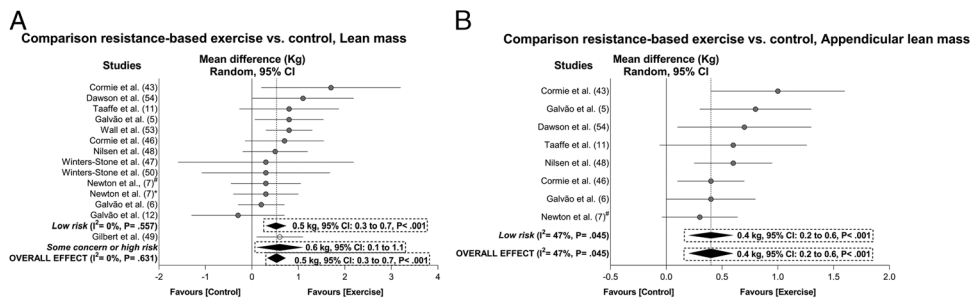 A
Comparison resistance-based exercise vs. control, Lean mass
Studies
Mean difference (Kg)
Random, 95% CI
Cormie et al. (43)
Dawson et al. (54)
Taaffe et al. (11)
Galvão et al. (5)
Wall et al. (53)
Cormie et al. (46)
Nilsen et al. (48)
Winters-Stone et al. (47)
Winters-Stone et al. (50)
Newton et al., (7)#
Newton et al. (7)*
Galvão et al. (6)
Galvão et al. (12)
Low risk (I²= 0%, P= .557)
0.5 kg, 95% CI: 0.3 to 0.7, P< .001
Gilbert et al. (49)
Some concern or high risk
0.6 kg, 95% CI: 0.1 to 1.1
OVERALL EFFECT (I²= 0%, P= .631)
0.5 kg, 95% CI: 0.3 to 0.7, P< .001
-2 -1 0 1 2 3 4
Favours [Control] Favours [Exercise]
B
Comparison resistance-based exercise vs. control, Appendicular lean mass
Studies
Mean difference (Kg)
Random, 95% CI
Cormie et al. (43)
Galvão et al. (5)
Dawson et al. (54)
Taaffe et al. (11)
Nilsen et al. (48)
Cormie et al. (46)
Galvão et al. (6)
Newton et al. (7)#
Low risk (I²= 47%, P= .045)
0.4 kg, 95% CI: 0.2 to 0.6, P< .001
OVERALL EFFECT (I²= 47%, P= .045)
0.4 kg, 95% CI: 0.2 to 0.6, P< .001
-0.5 0.0 0.5 1.0 1.5 2.0
Favours [Control] Favours [Exercise]